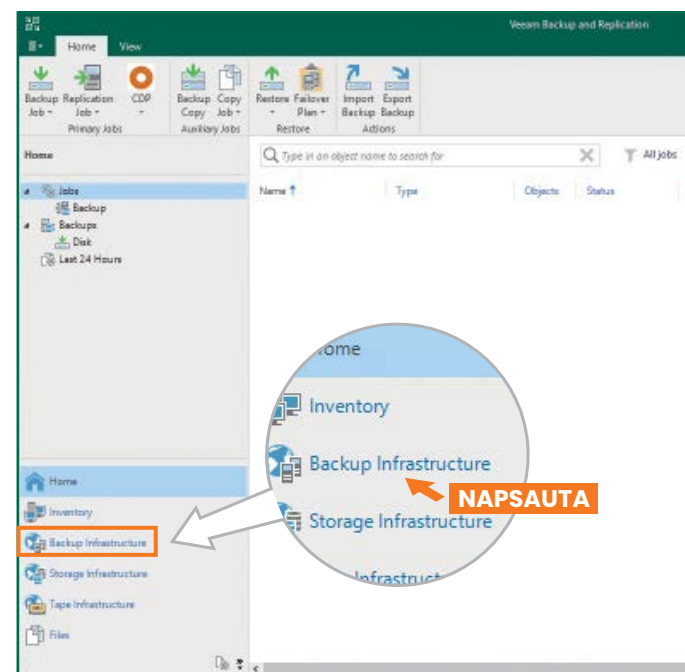 Veeam Backup and Replication
Home View
Backup Replication CDP Backup Copy Restore Failover Import Export
Job Job Copy Job Plan Backup Backup
Primary Jobs Auxiliary Jobs Restore Actions
Home
Type in an object name to search for
All jobs
Jobs
Backup
Backups
Disk
Last 24 Hours
Name Type Objects Status
ome
Inventory
Backup Infrastructure
NAPSAUTA
Storage Infrastructure
Infrastruct
Home
Inventory
Backup Infrastructure
Storage Infrastructure
Tape Infrastructure
Files